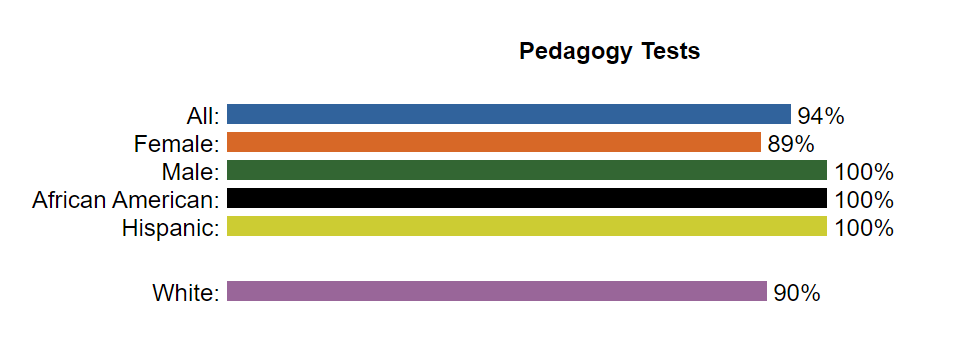 Pedagogy Tests
All: 94%
Female: 89%
Male: 100%
African American: 100%
Hispanic: 100%
White: 90%